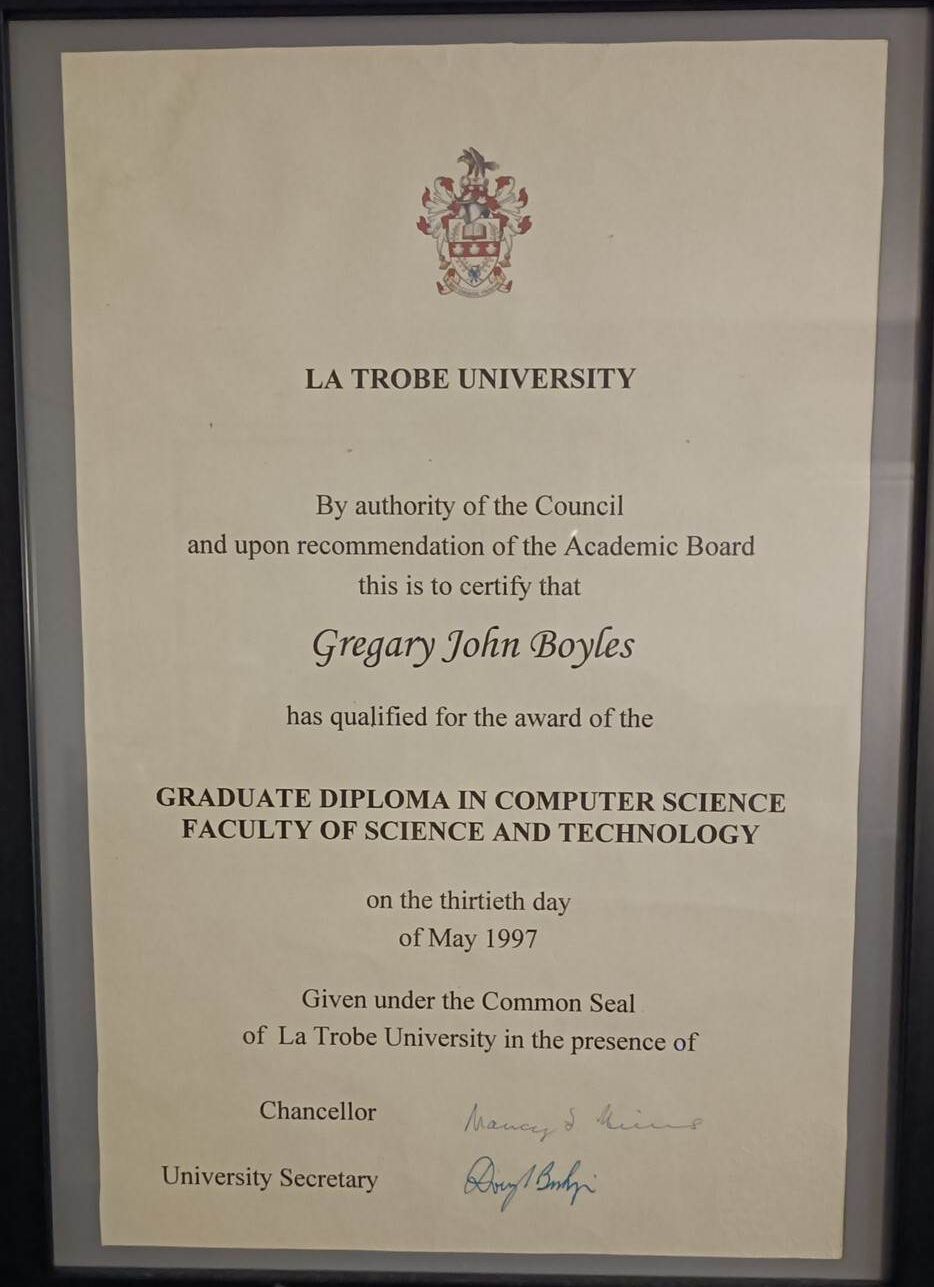 LA TROBE UNIVERSITY
By authority of the Council
and upon recommendation of the Academic Board
this is to certify that
Gregary John Boyles
has qualified for the award of the
GRADUATE DIPLOMA IN COMPUTER SCIENCE
FACULTY OF SCIENCE AND TECHNOLOGY
on the thirtieth day
of May 1997
Given under the Common Seal
of La Trobe University in the presence of
Chancellor Nancy S
University Secretary